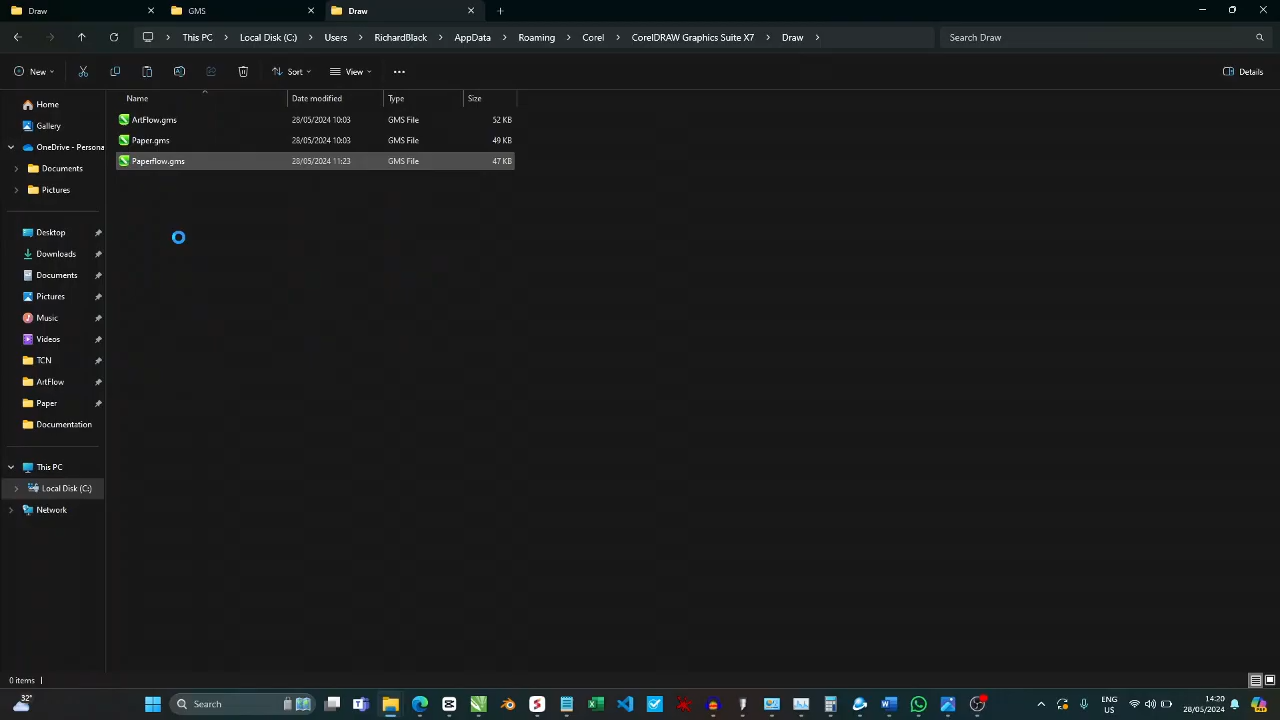 Draw
GMS
Draw
This PC > Local Disk (C:) > Users > RichardBlack > AppData > Roaming > Corel > CorelDRAW Graphics Suite X7 > Draw >
Search Draw
New
Sort
View
Details
Name Date modified Type Size
ArtFlow.gms 28/05/2024 10:03 GMS File 52 KB
Paper.gms 28/05/2024 10:03 GMS File 49 KB
Paperflow.gms 28/05/2024 11:23 GMS File 47 KB
Home
Gallery
OneDrive - Persona
Documents
Pictures
Desktop
Downloads
Documents
Pictures
Music
Videos
TCN
ArtFlow
Paper
Documentation
This PC
Local Disk (C:)
Network
0 items
32°
Search
ENG
US
14:20
28/05/2024